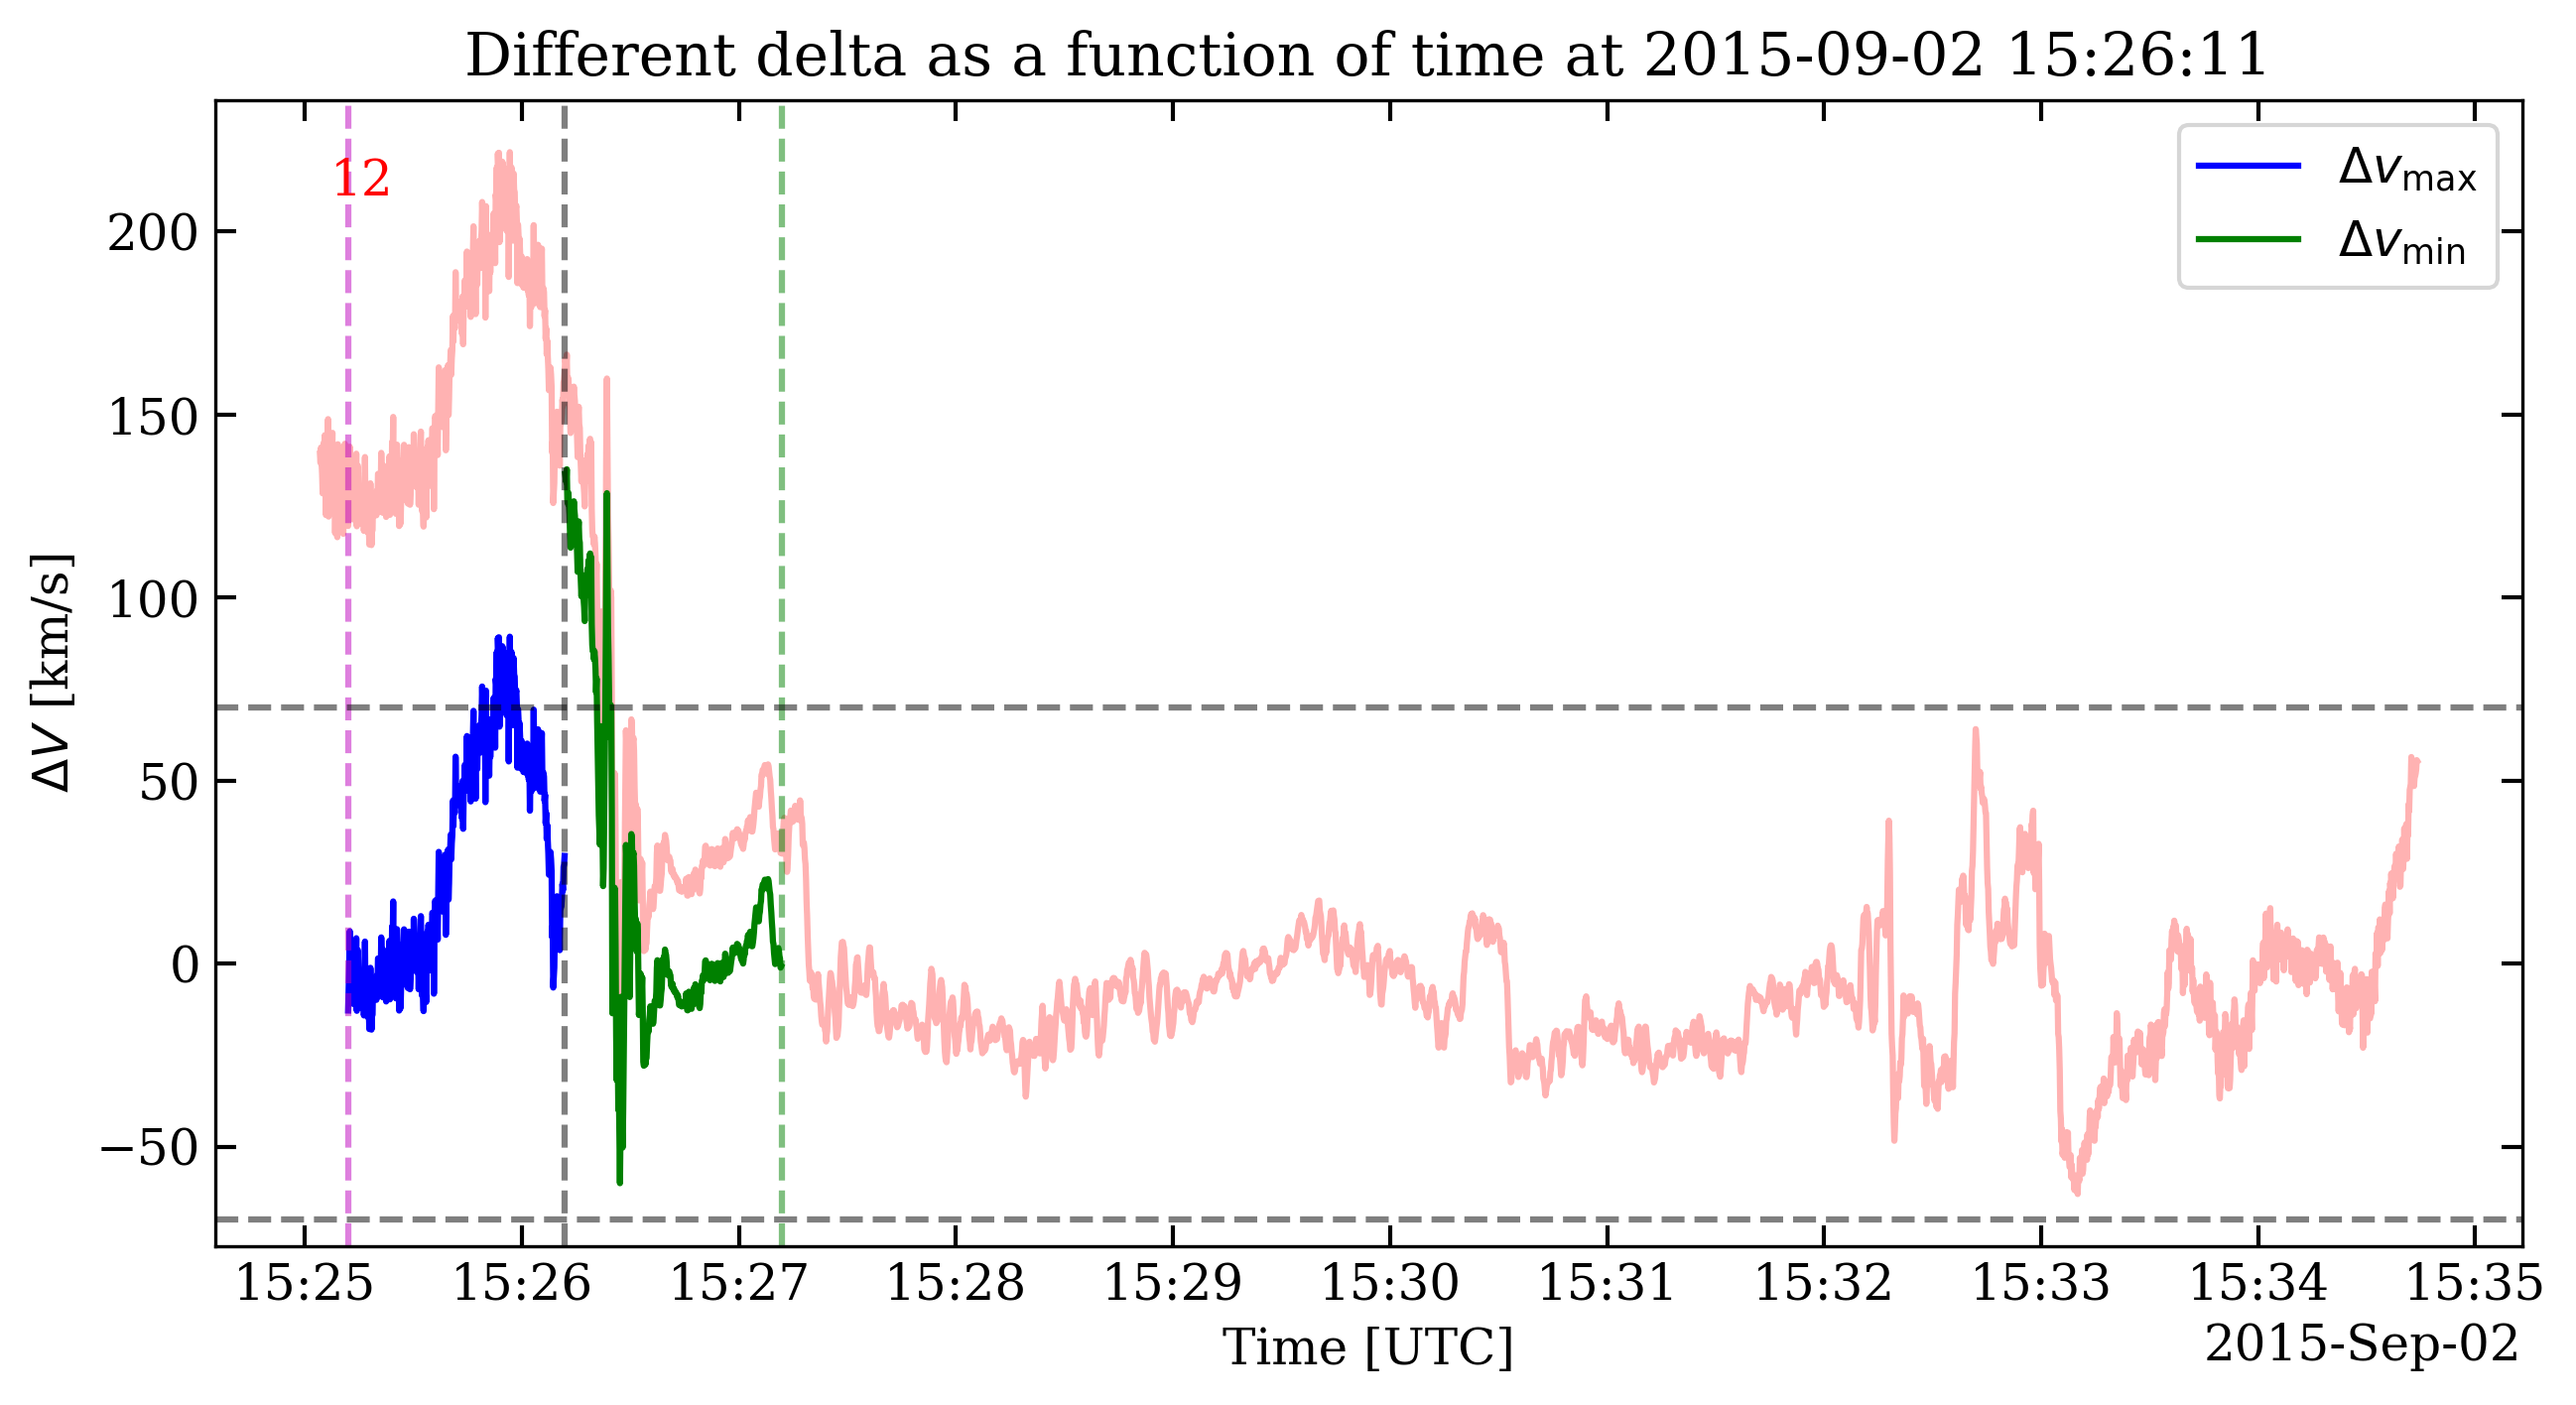 Different delta as a function of time at 2015-09-02 15:26:11
12
Δv_max
Δv_min
200
150
100
50
0
−50
ΔV [km/s]
15:25 15:26 15:27 15:28 15:29 15:30 15:31 15:32 15:33 15:34 15:35
Time [UTC]
2015-Sep-02